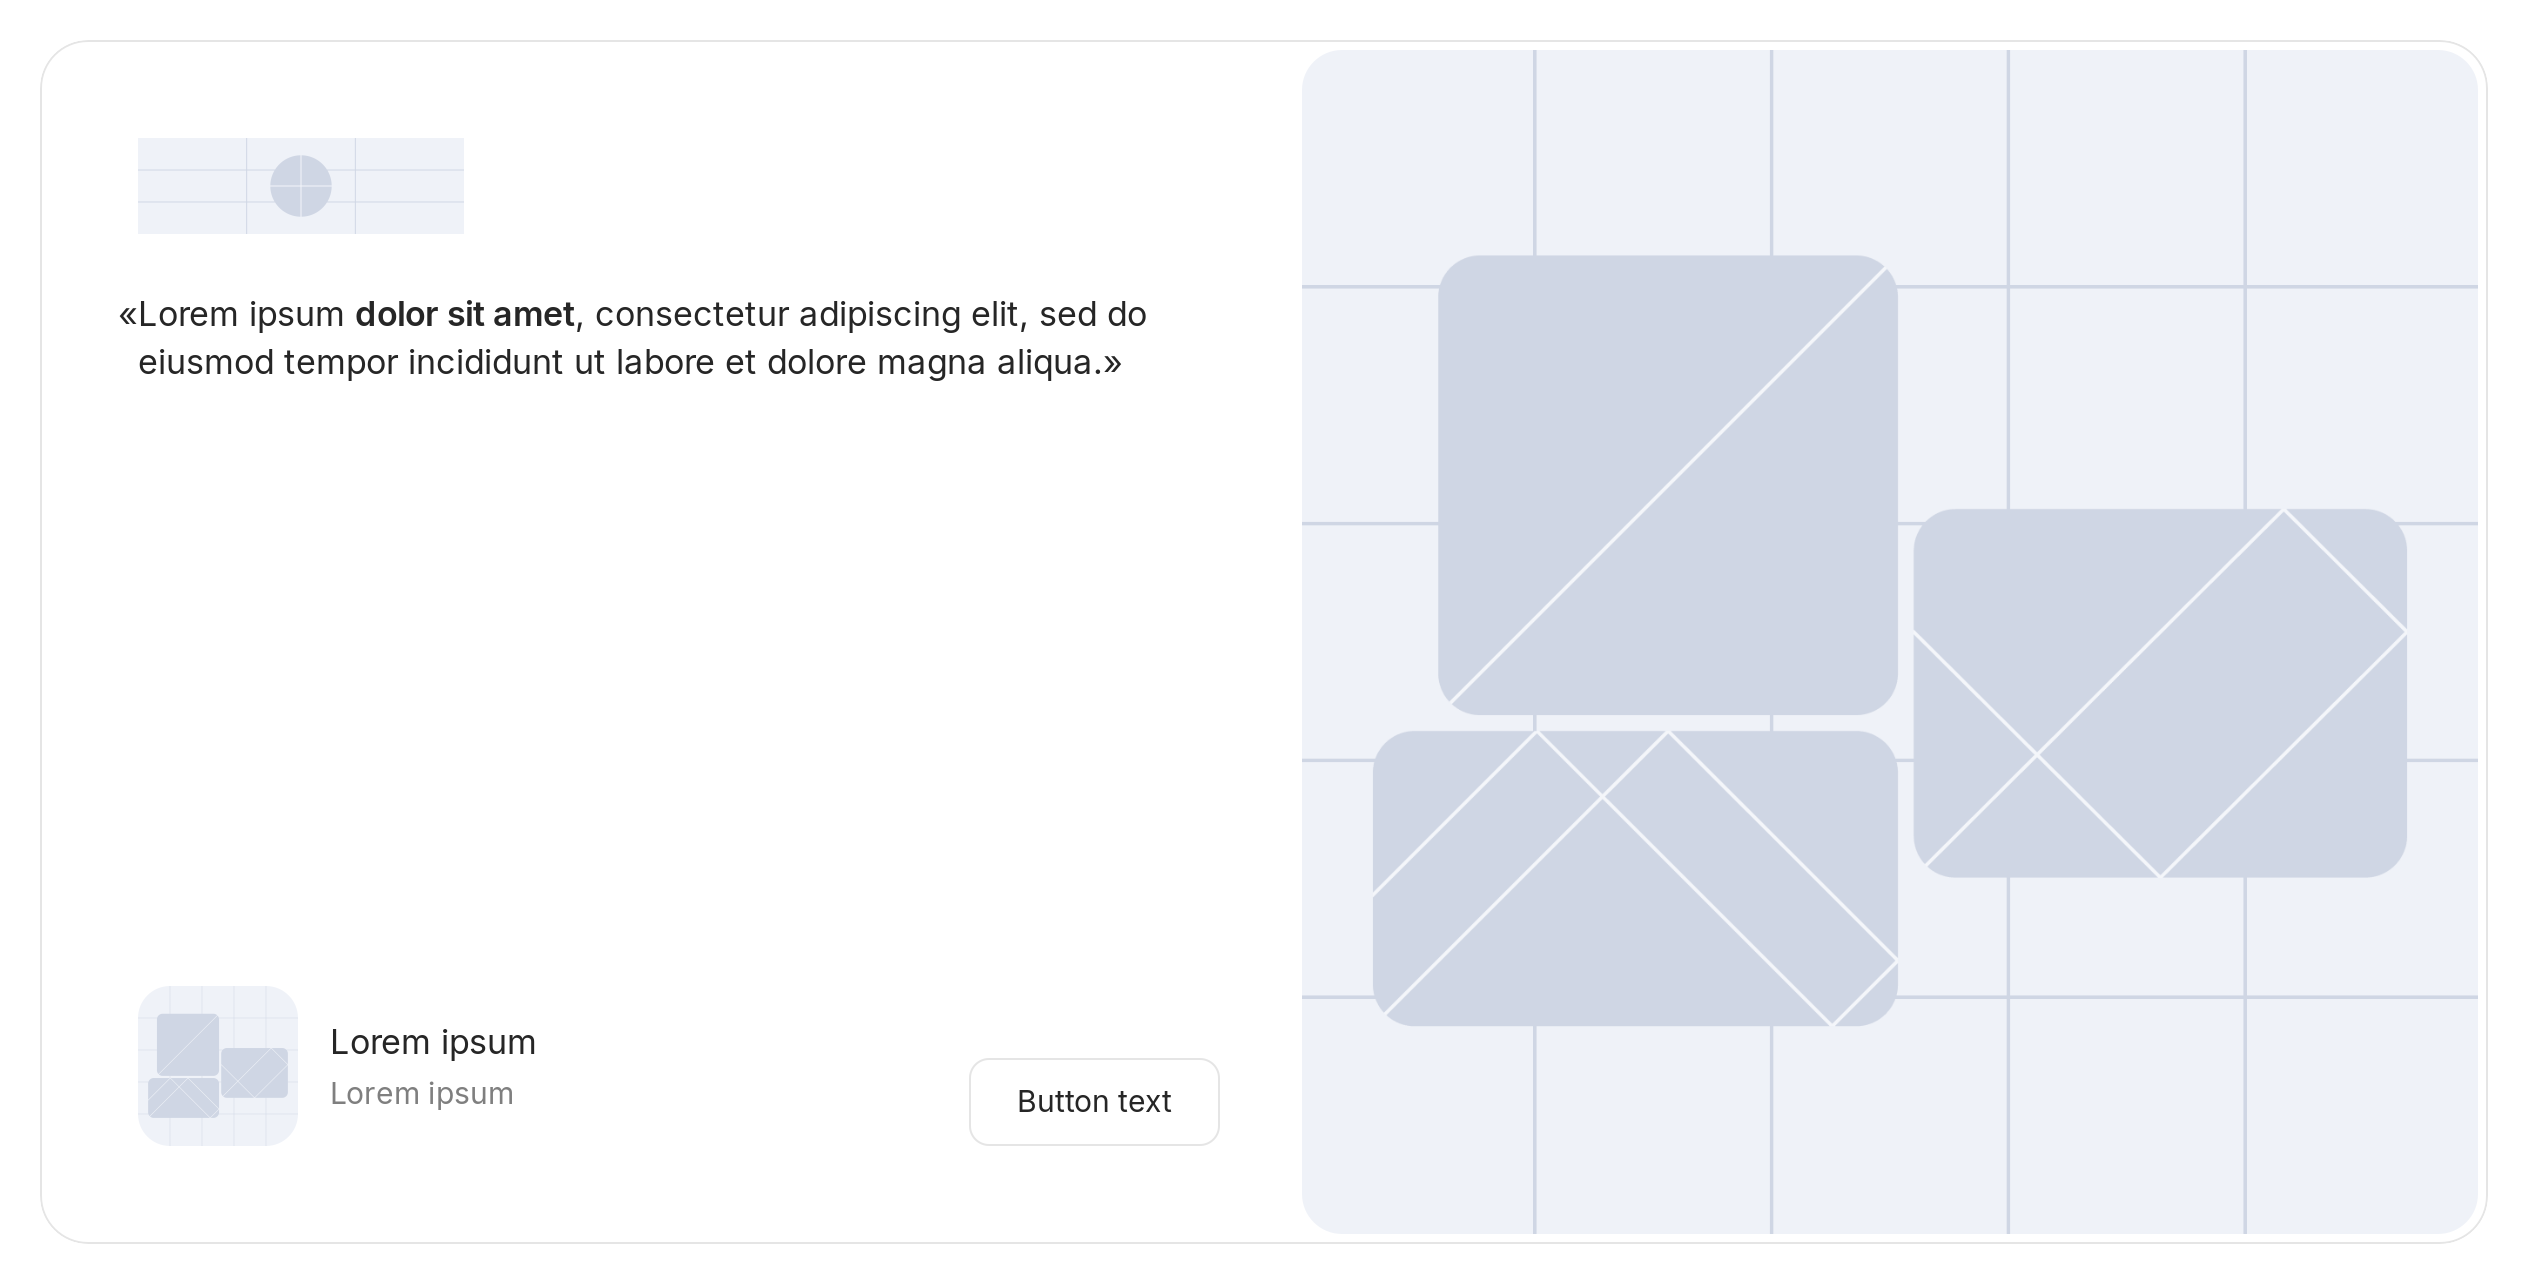 «Lorem ipsum dolor sit amet, consectetur adipiscing elit, sed do
eiusmod tempor incididunt ut labore et dolore magna aliqua.»
Lorem ipsum
Lorem ipsum
Button text